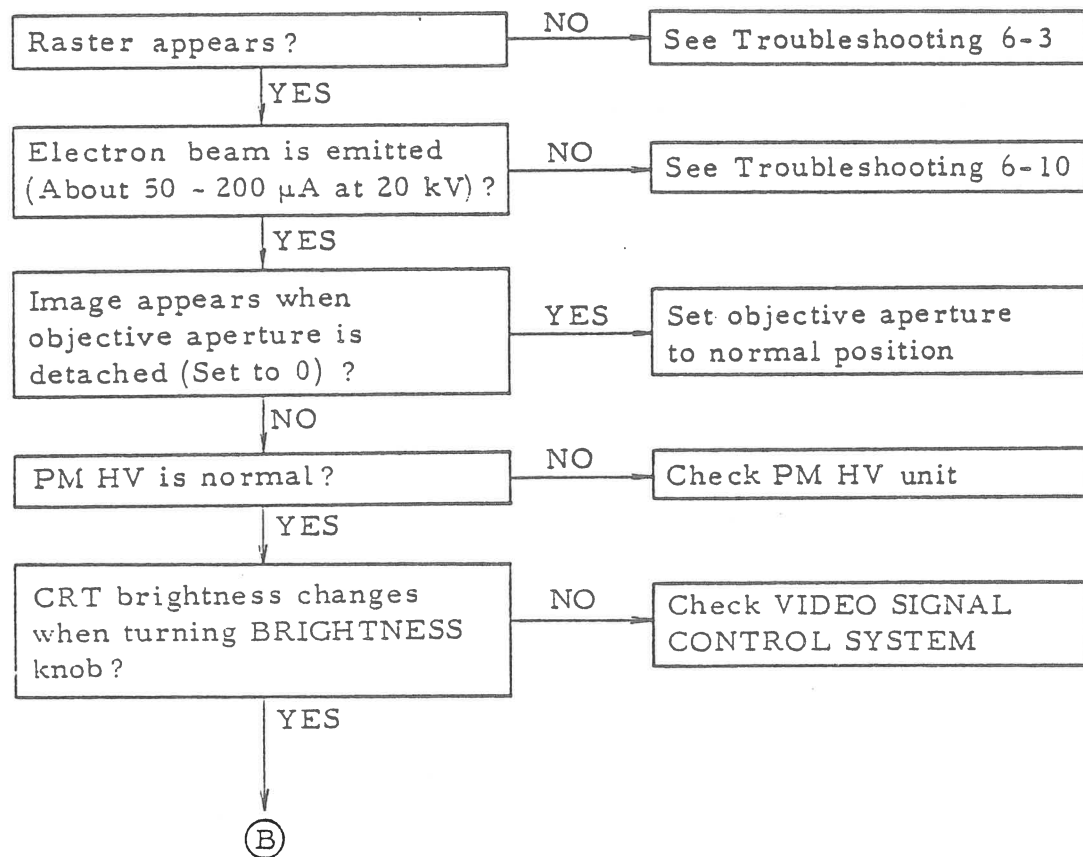 Raster appears?
NO
See Troubleshooting 6-3
YES
Electron beam is emitted
(About 50 ~ 200 μA at 20 kV)?
NO
See Troubleshooting 6-10
YES
Image appears when
objective aperture is
detached (Set to 0) ?
YES
Set objective aperture
to normal position
NO
PM HV is normal?
NO
Check PM HV unit
YES
CRT brightness changes
when turning BRIGHTNESS
knob?
NO
Check VIDEO SIGNAL
CONTROL SYSTEM
YES
B